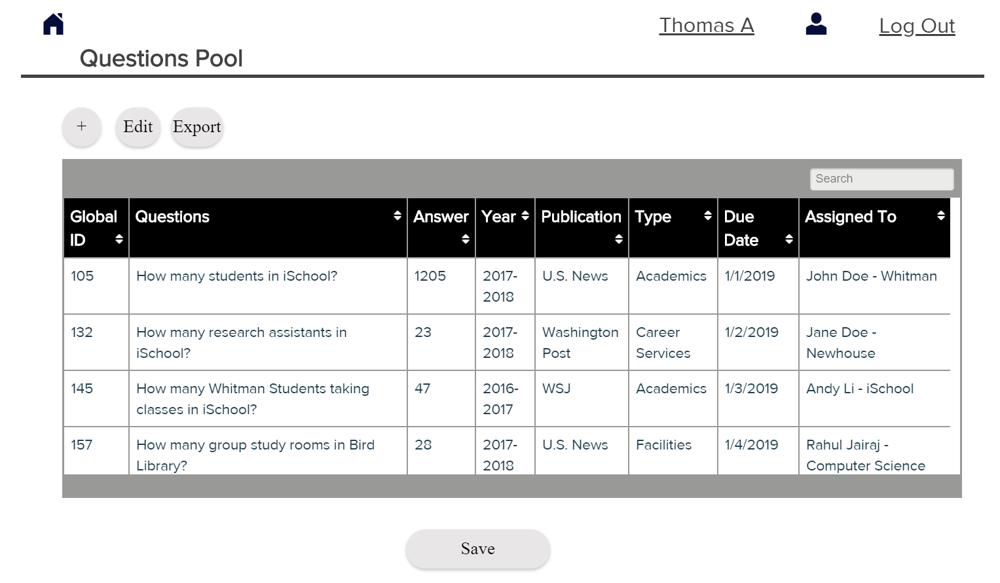 Thomas A
Log Out
Questions Pool
+
Edit
Export
Search
Global ID
Questions
Answer
Year
Publication
Type
Due Date
Assigned To
105
How many students in iSchool?
1205
2017-
2018
U.S. News
Academics
1/1/2019
John Doe - Whitman
132
How many research assistants in
iSchool?
23
2017-
2018
Washington
Post
Career
Services
1/2/2019
Jane Doe -
Newhouse
145
How many Whitman Students taking
classes in iSchool?
47
2016-
2017
WSJ
Academics
1/3/2019
Andy Li - iSchool
157
How many group study rooms in Bird
Library?
28
2017-
2018
U.S. News
Facilities
1/4/2019
Rahul Jairaj -
Computer Science
Save